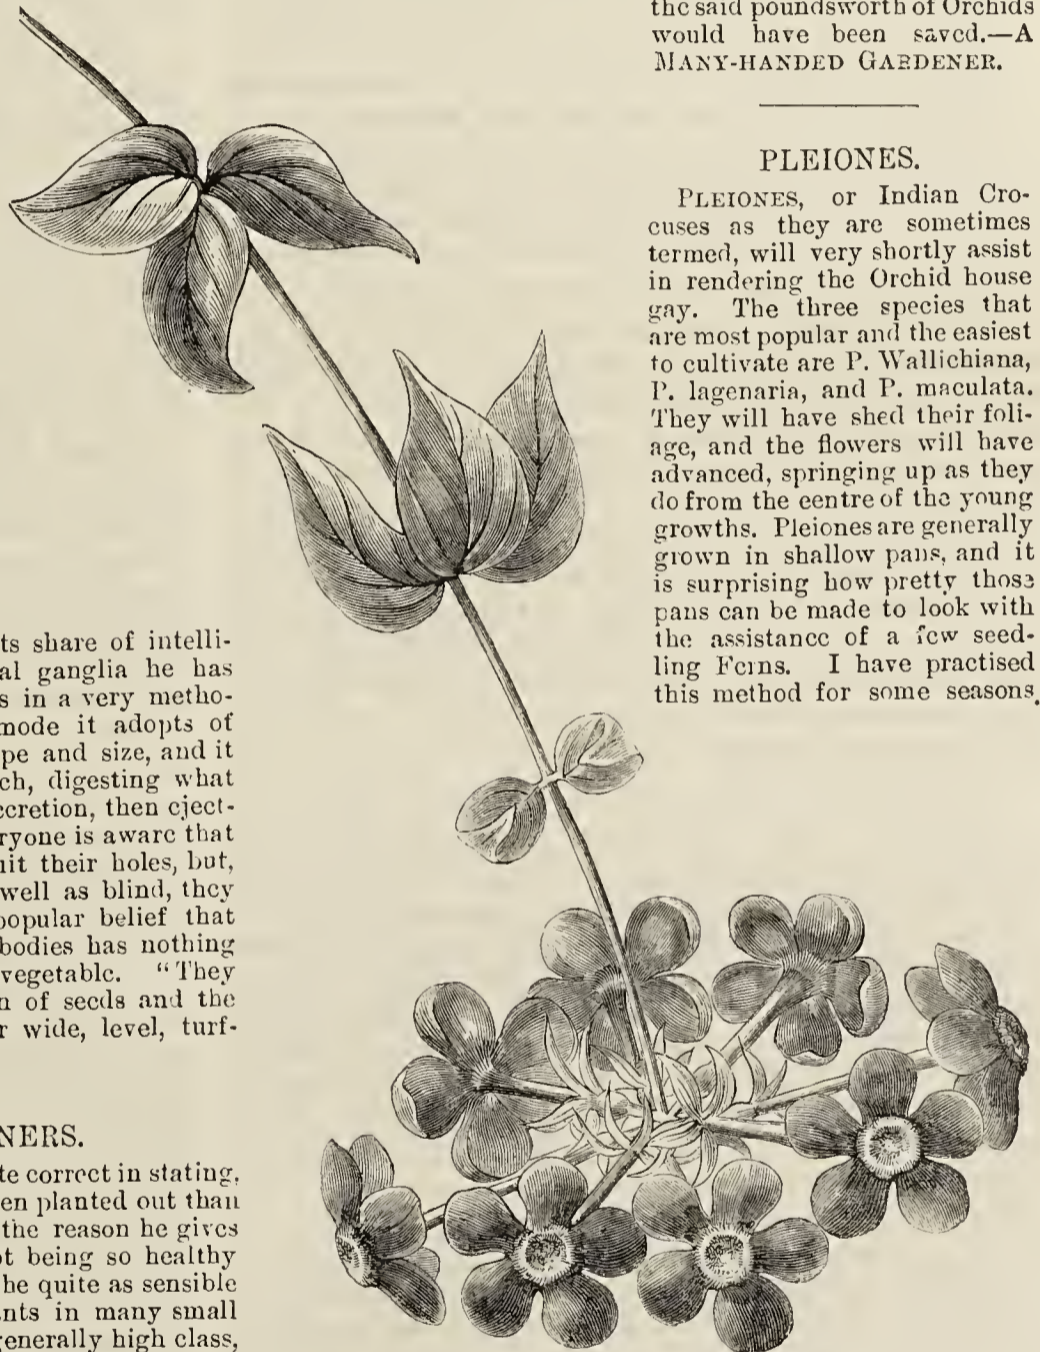 ts share of intelli-
al ganglia he has
s in a very metho-
mode it adopts of
pe and size, and it
ch, digesting what
ccretion, then eject-
ryone is aware that
uit their holes, but,
well as blind, they
popular belief that
bodies has nothing
vegetable. "They
n of seeds and the
r wide, level, turf-
NERS.
te correct in stating,
en planted out than
the reason he gives
ot being so healthy
he quite as sensible
nts in many small
generally high class,
the said poundsworth of Orchids
would have been saved.—A
MANY-HANDED GARDENER.
PLEIONES.
PLEIONES, or Indian Cro-
cuses as they are sometimes
termed, will very shortly assist
in rendering the Orchid house
gay. The three species that
are most popular and the easiest
to cultivate are P. Wallichiana,
P. lagenaria, and P. maculata.
They will have shed their foli-
age, and the flowers will have
advanced, springing up as they
do from the centre of the young
growths. Pleiones are generally
grown in shallow pans, and it
is surprising how pretty those
pans can be made to look with
the assistance of a few seed-
ling Ferns. I have practised
this method for some seasons.